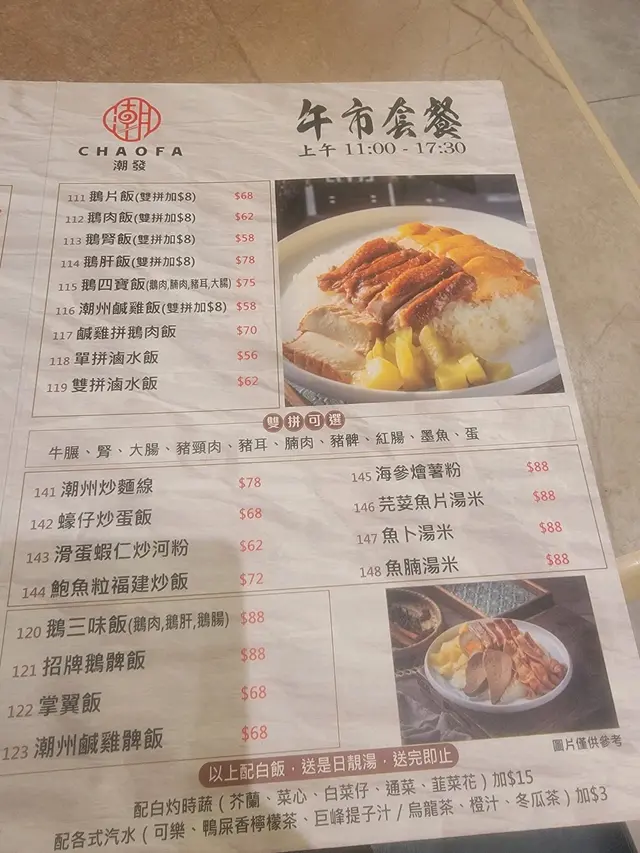 潮
CHAOFA
潮發
午市套餐
上午 11:00 - 17:30
111 鵝片飯(雙拼加$8) $68
112 鵝肉飯(雙拼加$8) $62
113 鵝腎飯(雙拼加$8) $58
114 鵝肝飯(雙拼加$8) $78
115 鵝四寶飯(鵝肉,腩肉,豬耳,大腸) $75
116 潮州鹹雞飯(雙拼加$8) $58
117 鹹雞拼鵝肉飯 $70
118 單拼滷水飯 $56
119 雙拼滷水飯 $62
雙拼可選
牛𦟌、腎、大腸、豬頸肉、豬耳、腩肉、豬髀、紅腸、墨魚、蛋
141 潮州炒麵線 $78
142 蠔仔炒蛋飯 $68
143 滑蛋蝦仁炒河粉 $62
144 鮑魚粒福建炒飯 $72
145 海參燴薯粉 $88
146 芫荽魚片湯米 $88
147 魚卜湯米 $88
148 魚腩湯米 $88
120 鵝三味飯(鵝肉,鵝肝,鵝腸) $88
121 招牌鵝髀飯 $88
122 掌翼飯 $68
123 潮州鹹雞髀飯 $68
圖片僅供參考
以上配白飯，送是日靚湯，送完即止
配白灼時蔬（芥蘭、菜心、白菜仔、通菜、韮菜花）加$15
配各式汽水（可樂、鴨屎香檸檬茶、巨峰提子汁 / 烏龍茶、橙汁、冬瓜茶）加$3